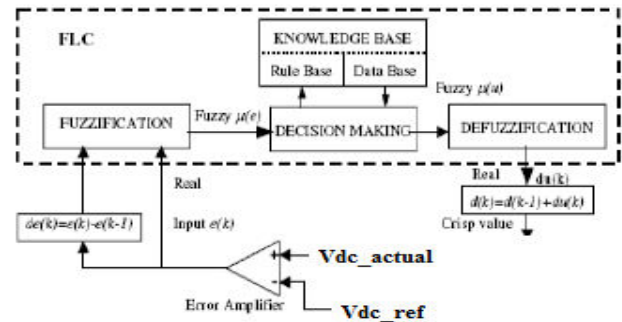 FLC
KNOWLEDGE BASE
Rule Base
Data Base
FUZZIFICATION
Fuzzy μ(e)
DECISION MAKING
Fuzzy μ(u)
DEFUZZIFICATION
Real
Real
du(k)
de(k)=e(k)-e(k-1)
Input e(k)
d(k)=d(k-1)+du(k)
Crisp value
+
Vdc_actual
-
Error Amplifier
Vdc_ref